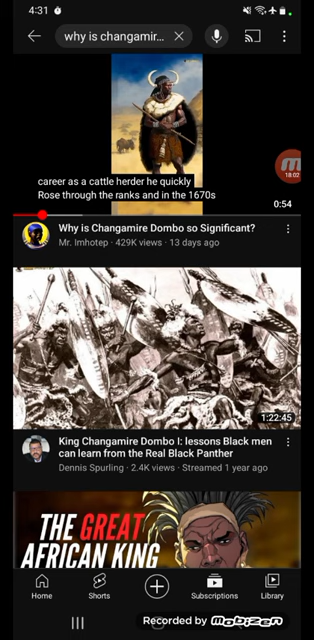 4:31
why is changamir...
18:02
career as a cattle herder he quickly
Rose through the ranks and in the 1670s
0:54
Why is Changamire Dombo so Significant?
Mr. Imhotep · 429K views · 13 days ago
1:22:45
King Changamire Dombo I: lessons Black men
can learn from the Real Black Panther
Dennis Spurling · 2.4K views · Streamed 1 year ago
THE GREAT
AFRICAN KING
Home
Shorts
Subscriptions
Library
Recorded by Mobizen